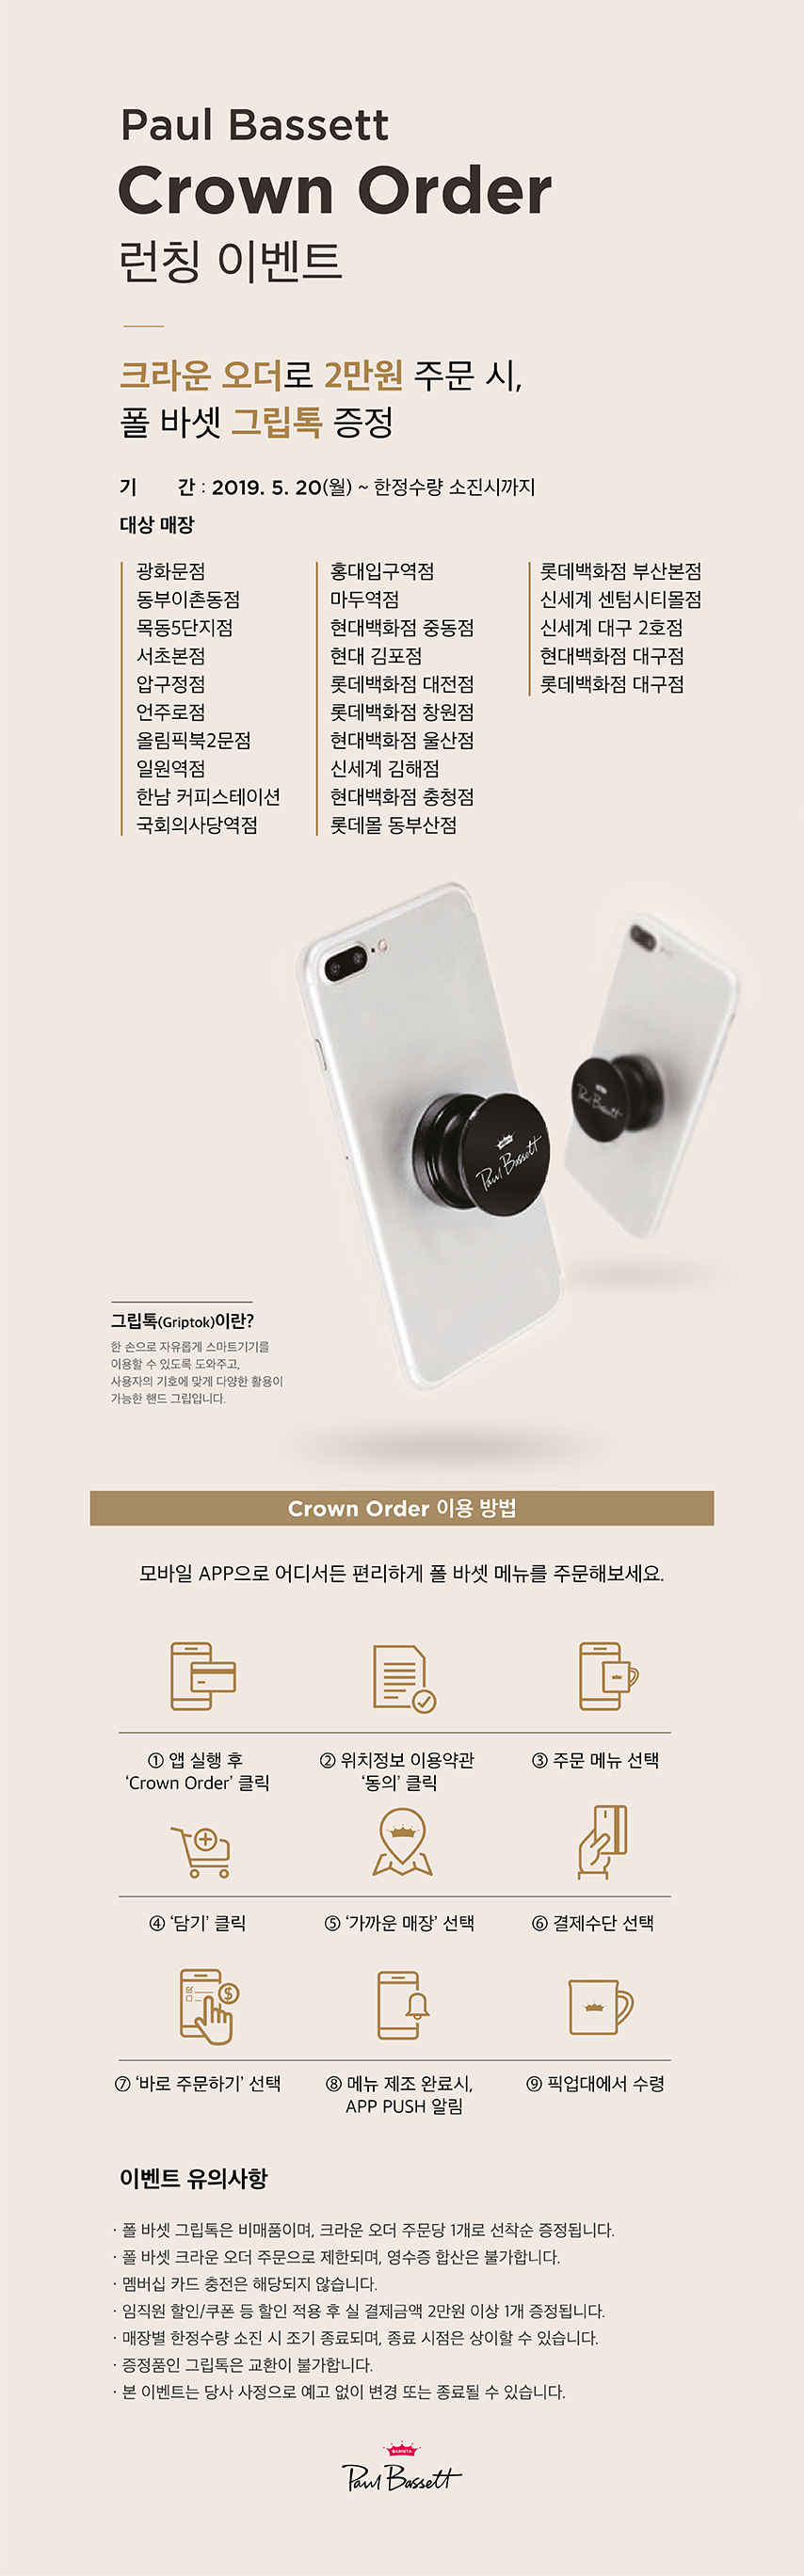 Paul Bassett
Crown Order
런칭 이벤트
크라운 오더로 2만원 주문 시,
폴 바셋 그립톡 증정
기 간 : 2019. 5. 20(월) ~ 한정수량 소진시까지
대상 매장
광화문점
동부이촌동점
목동5단지점
서초본점
압구정점
언주로점
올림픽북2문점
일원역점
한남 커피스테이션
국회의사당역점
홍대입구역점
마두역점
현대백화점 중동점
현대 김포점
롯데백화점 대전점
롯데백화점 창원점
현대백화점 울산점
신세계 김해점
현대백화점 충청점
롯데몰 동부산점
롯데백화점 부산본점
신세계 센텀시티몰점
신세계 대구 2호점
현대백화점 대구점
롯데백화점 대구점
Paul Bassett
Paul Bassett
그립톡(Griptok)이란?
한 손으로 자유롭게 스마트기기를
이용할 수 있도록 도와주고,
사용자의 기호에 맞게 다양한 활용이
가능한 핸드 그립입니다.
Crown Order 이용 방법
모바일 APP으로 어디서든 편리하게 폴 바셋 메뉴를 주문해보세요.
① 앱 실행 후
‘Crown Order’ 클릭
② 위치정보 이용약관
‘동의’ 클릭
③ 주문 메뉴 선택
④ ‘담기’ 클릭
⑤ ‘가까운 매장’ 선택
⑥ 결제수단 선택
$
⑦ ‘바로 주문하기’ 선택
⑧ 메뉴 제조 완료시,
APP PUSH 알림
⑨ 픽업대에서 수령
이벤트 유의사항
· 폴 바셋 그립톡은 비매품이며, 크라운 오더 주문당 1개로 선착순 증정됩니다.
· 폴 바셋 크라운 오더 주문으로 제한되며, 영수증 합산은 불가합니다.
· 멤버십 카드 충전은 해당되지 않습니다.
· 임직원 할인/쿠폰 등 할인 적용 후 실 결제금액 2만원 이상 1개 증정됩니다.
· 매장별 한정수량 소진 시 조기 종료되며, 종료 시점은 상이할 수 있습니다.
· 증정품인 그립톡은 교환이 불가합니다.
· 본 이벤트는 당사 사정으로 예고 없이 변경 또는 종료될 수 있습니다.
BARISTA
Paul Bassett